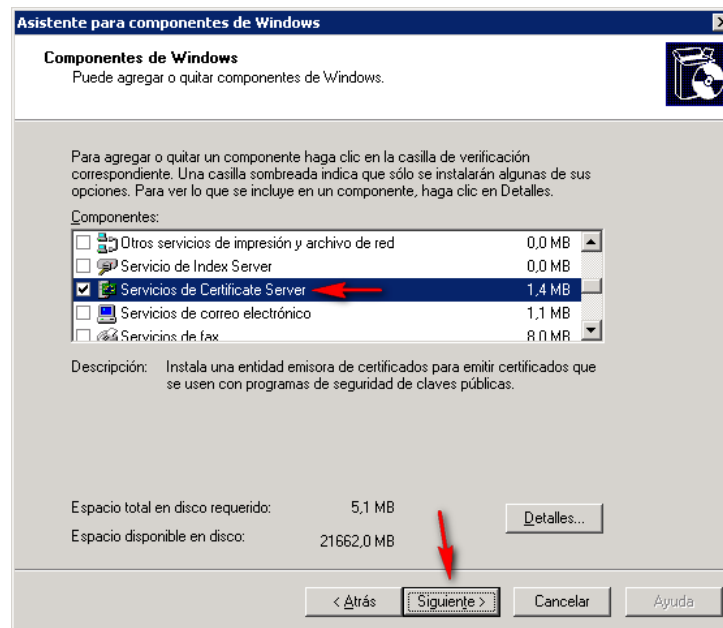 Asistente para componentes de Windows
Componentes de Windows
Puede agregar o quitar componentes de Windows.
Para agregar o quitar un componente haga clic en la casilla de verificación
correspondiente. Una casilla sombreada indica que sólo se instalarán algunas de sus
opciones. Para ver lo que se incluye en un componente, haga clic en Detalles.
Componentes:
Otros servicios de impresión y archivo de red 0,0 MB
Servicio de Index Server 0,0 MB
Servicios de Certificate Server 1,4 MB
Servicios de correo electrónico 1,1 MB
Servicios de fax 8,0 MB
Descripción: Instala una entidad emisora de certificados para emitir certificados que
se usen con programas de seguridad de claves públicas.
Espacio total en disco requerido: 5,1 MB
Detalles...
Espacio disponible en disco: 21662,0 MB
< Atrás Siguiente > Cancelar Ayuda